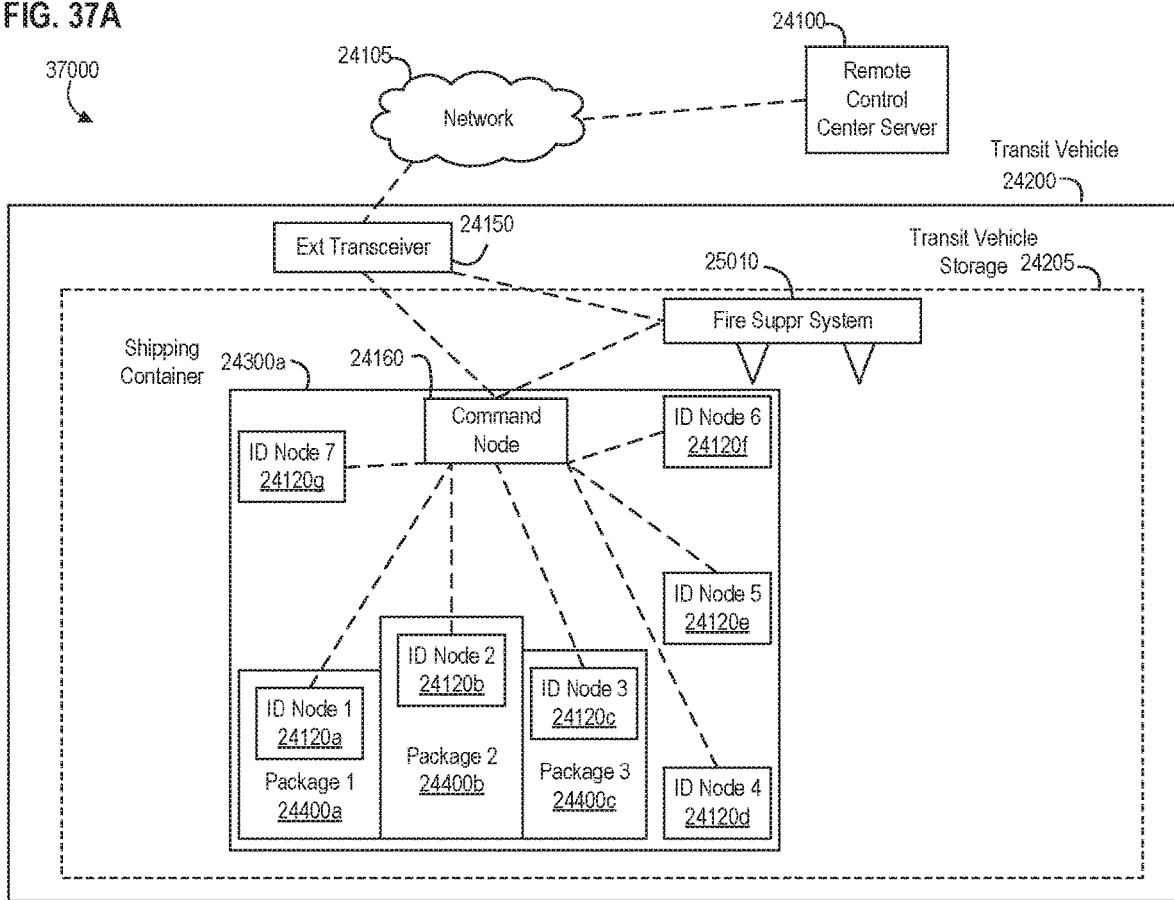 FIG. 37A
37000
24105
24100
Network
Remote
Control
Center Server
Transit Vehicle
24200
Ext Transceiver
24150
Transit Vehicle
Storage 24205
25010
Fire Suppr System
Shipping
Container
24300a
24160
Command
Node
ID Node 6
24120f
ID Node 7
24120g
ID Node 5
24120e
ID Node 2
24120b
ID Node 3
24120c
ID Node 1
24120a
Package 2
24400b
Package 3
24400c
Package 1
24400a
ID Node 4
24120d